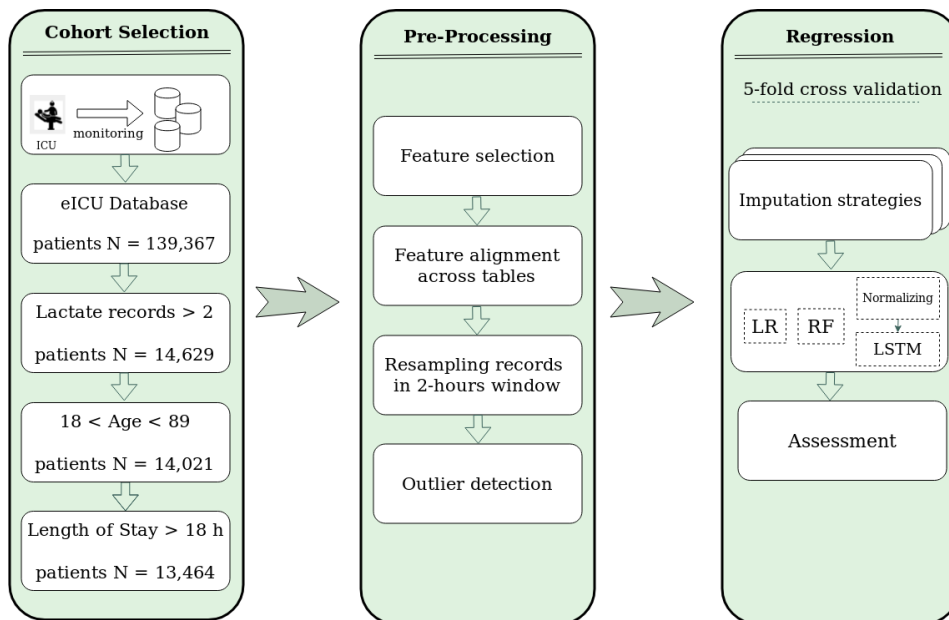 Cohort Selection
ICU
monitoring
eICU Database
patients N = 139,367
Lactate records > 2
patients N = 14,629
18 < Age < 89
patients N = 14,021
Length of Stay > 18 h
patients N = 13,464
Pre-Processing
Feature selection
Feature alignment
across tables
Resampling records
in 2-hours window
Outlier detection
Regression
5-fold cross validation
Imputation strategies
LR
RF
Normalizing
LSTM
Assessment